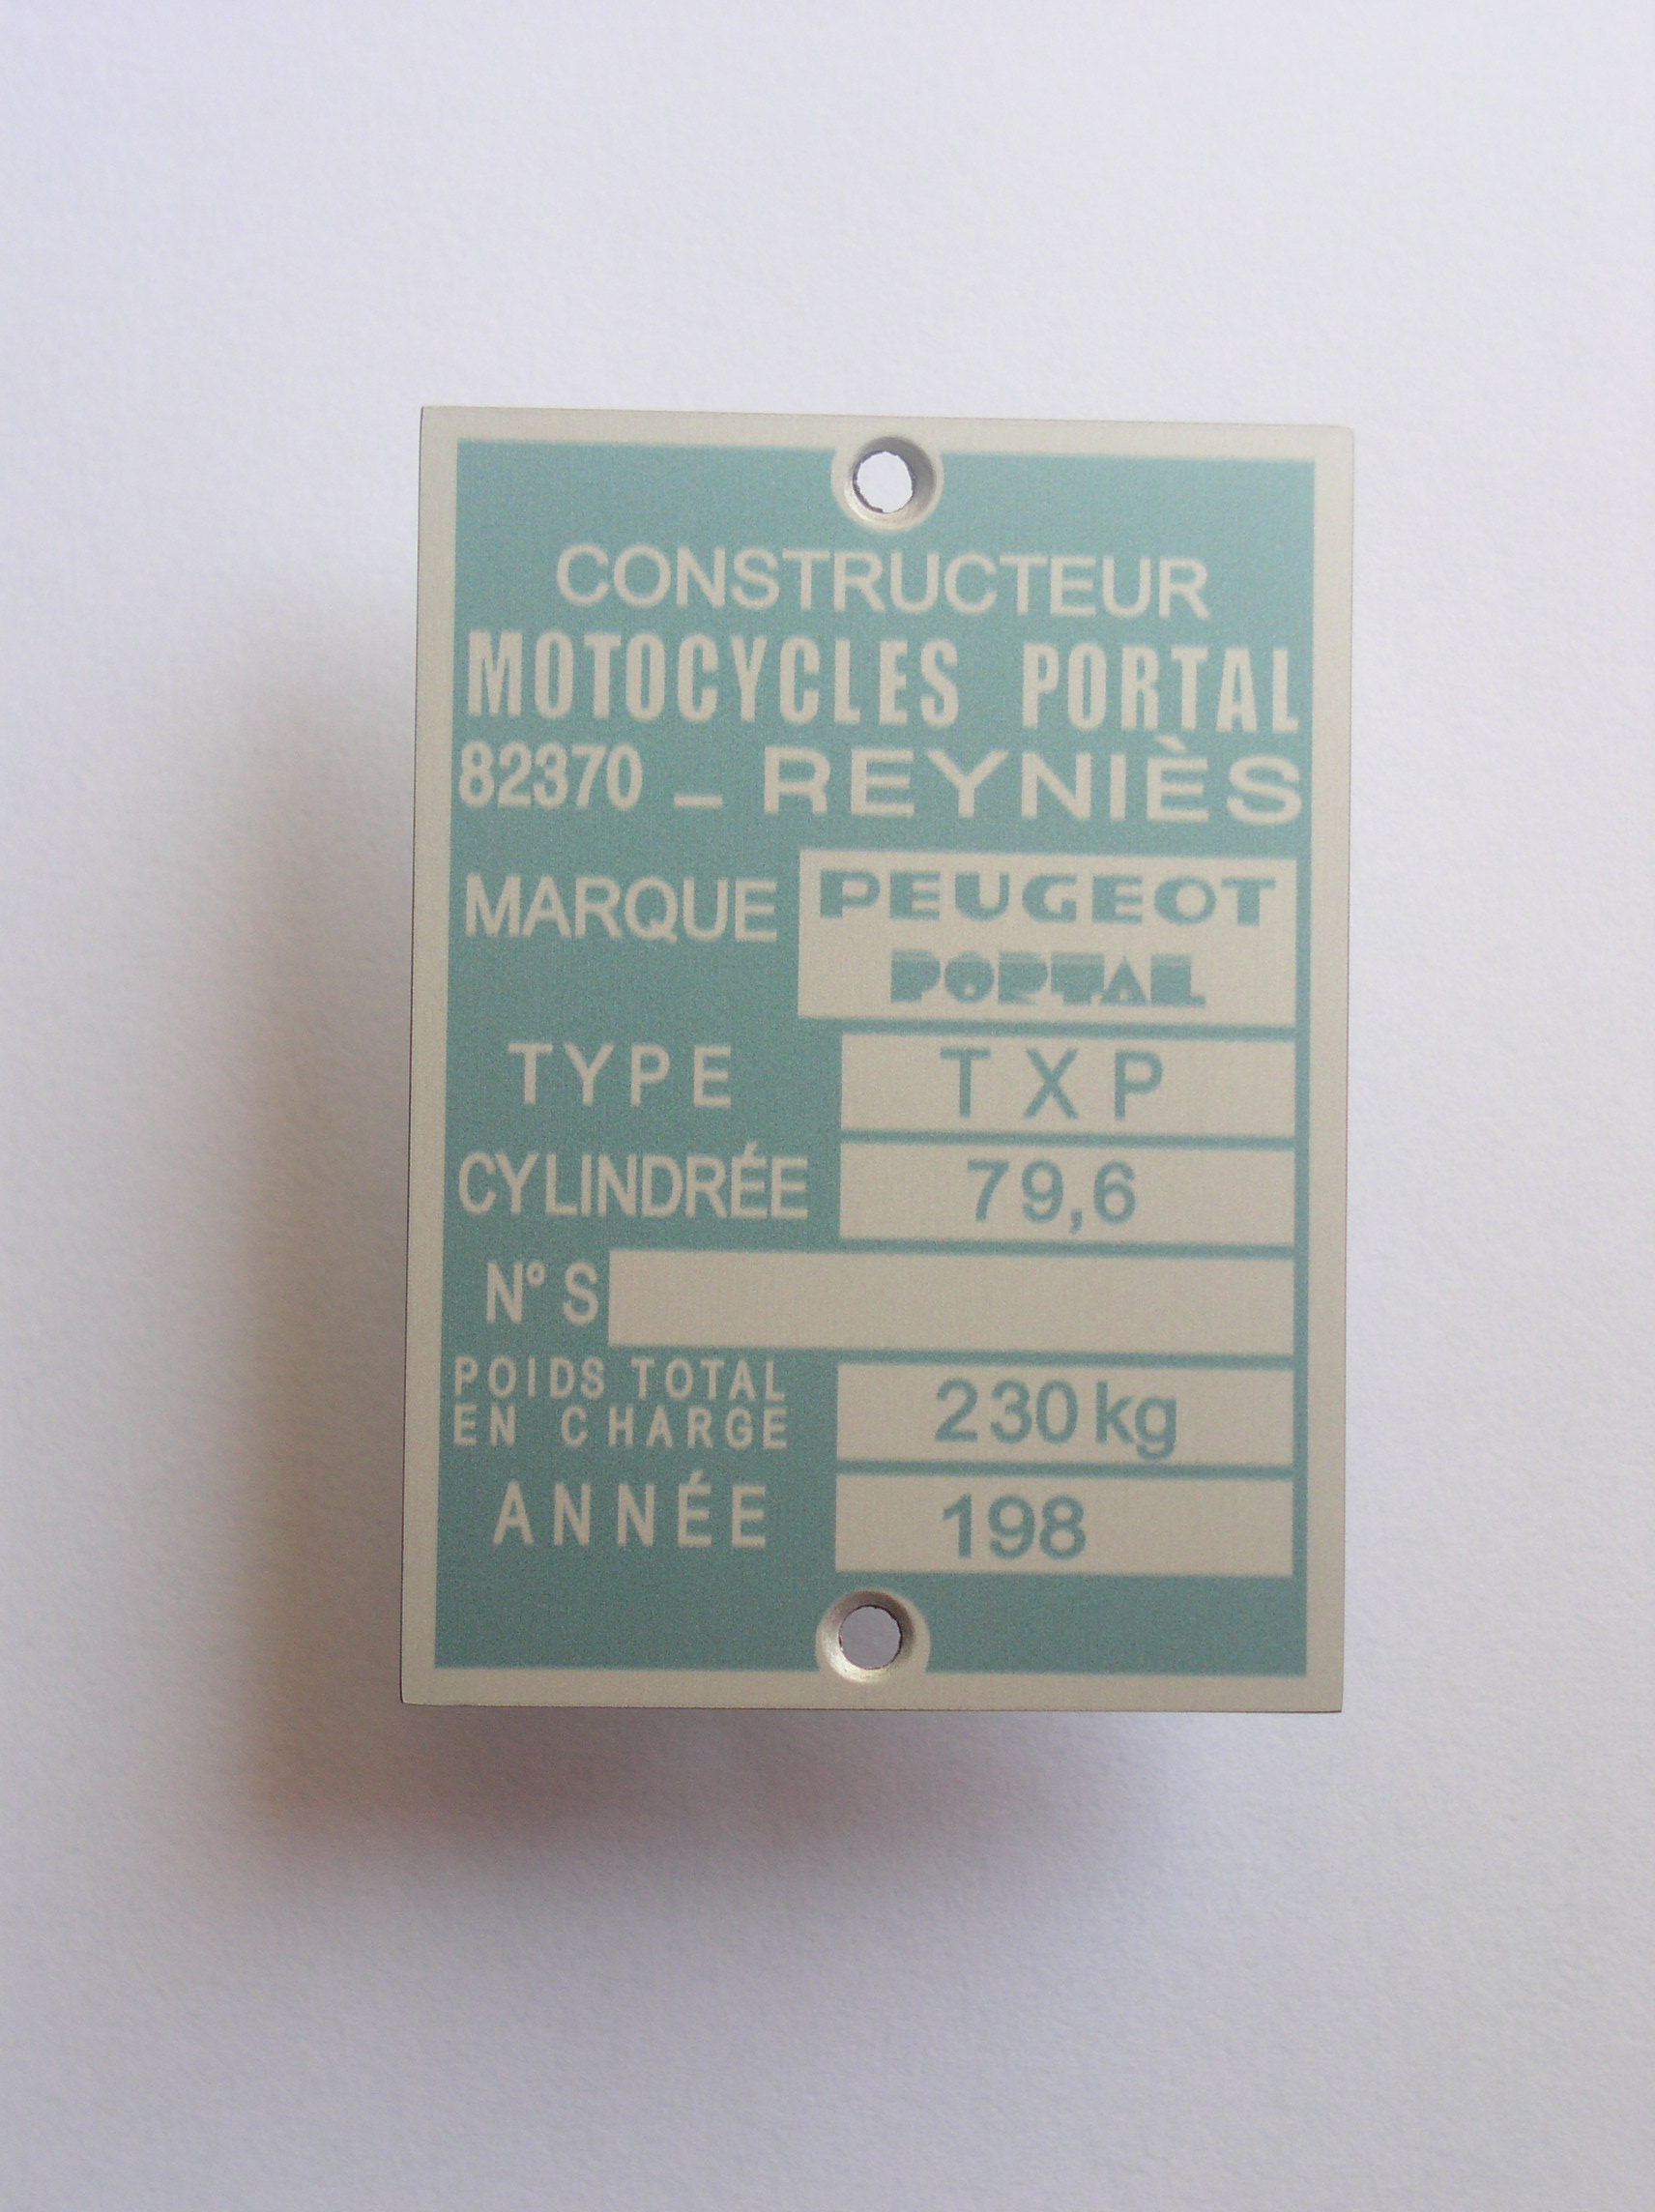 CONSTRUCTEUR
MOTOCYCLES PORTAL
82370 _ REYNIÈS
MARQUE PEUGEOT
PORTAL
TYPE TXP
CYLINDRÉE 79,6
Nº S
POIDS TOTAL
EN CHARGE 230 kg
ANNÉE 198